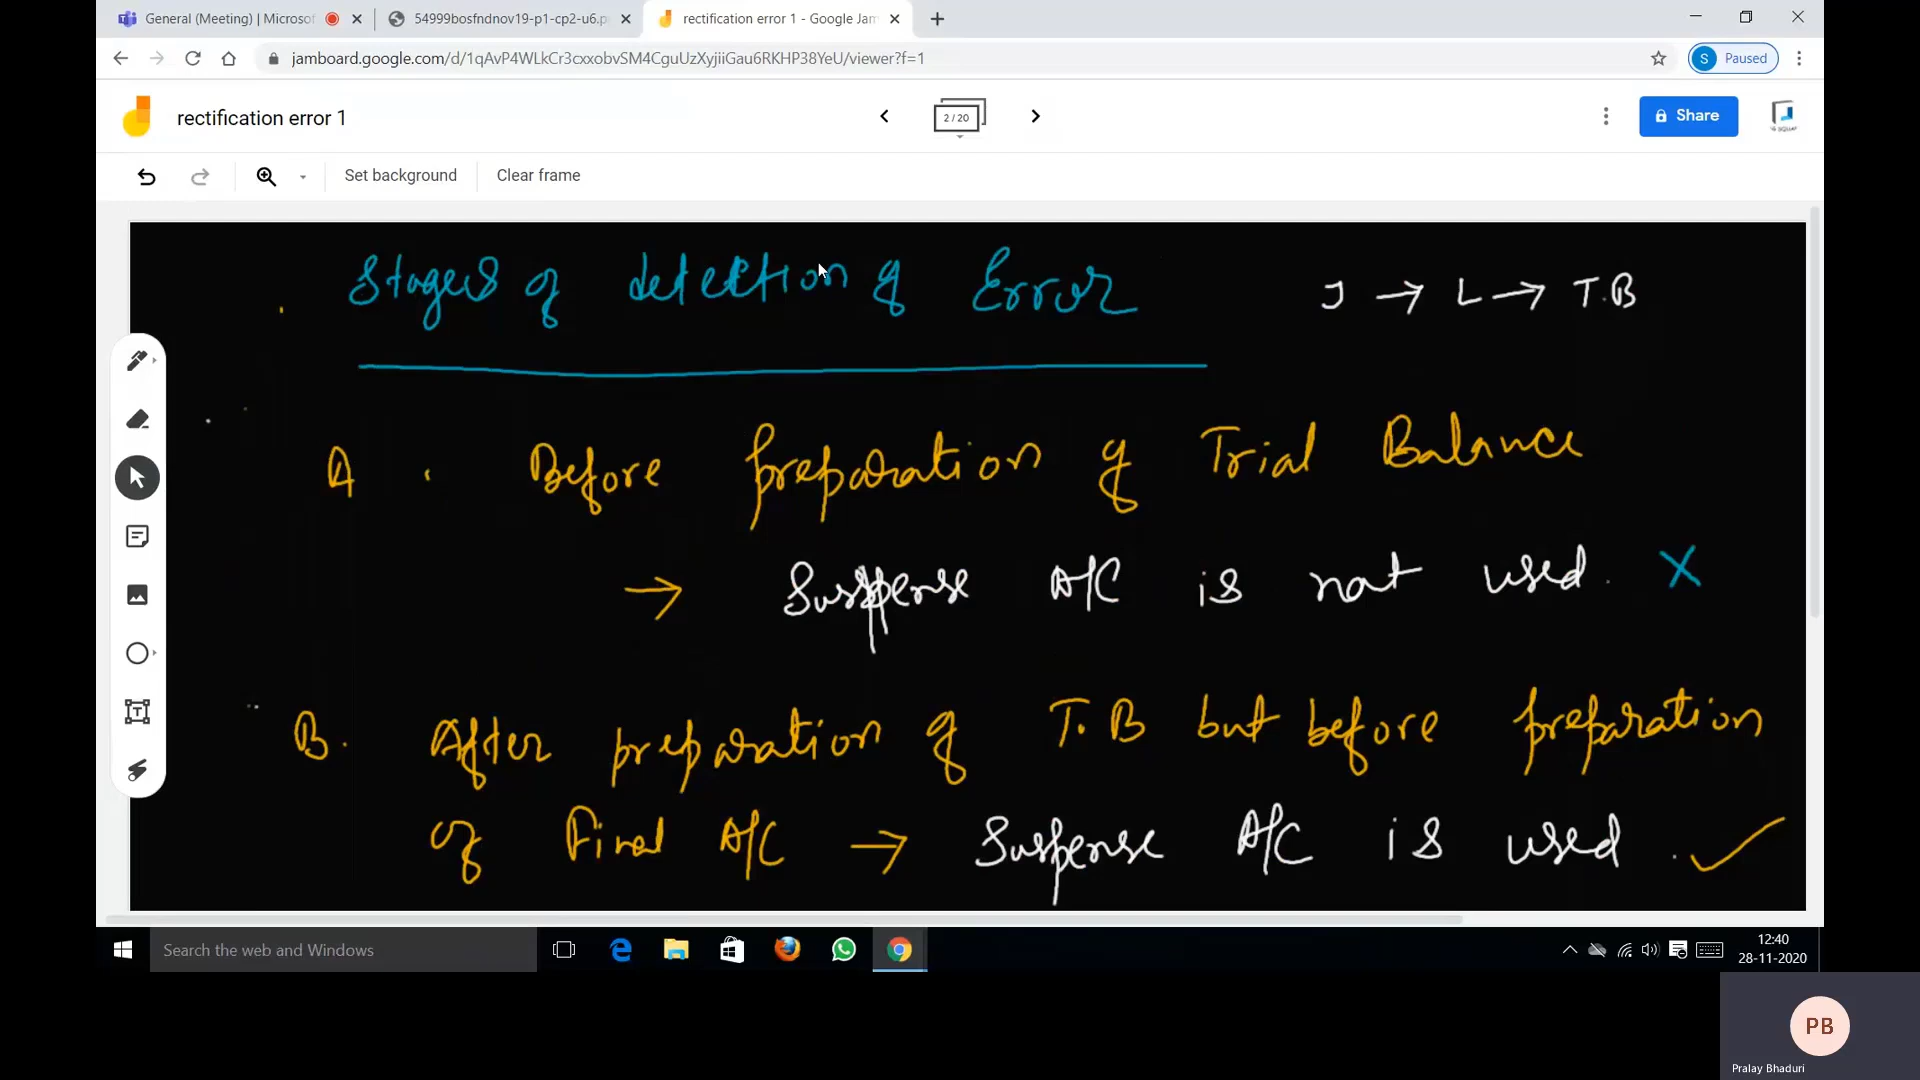 General (Meeting) | Microsof
54999bosfndnov19-p1-cp2-u6.p
rectification error 1 - Google Jam
jamboard.google.com/d/1qAvP4WLkCr3cxxobvSM4CguUzXyjiiGau6RKHP38YeU/viewer?f=1
S Paused
rectification error 1
2 / 20
Share
Set background
Clear frame
Stages of detection of Error
J → L → T.B
A. Before preparation of Trial Balance
→ Suspense A/C is not used. X
B. After preparation of T.B but before preparation
of Final A/C → Suspense A/C is used. ✓
Search the web and Windows
12:40
28-11-2020
PB
Pralay Bhaduri